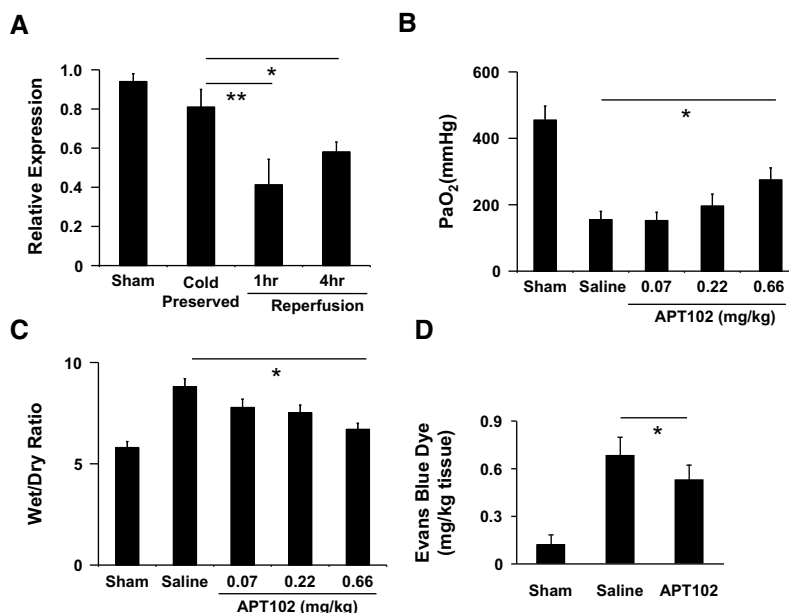 A
Relative Expression
1.0
0.8
0.6
0.4
0.2
0
*
**
Sham
Cold
Preserved
1hr
4hr
Reperfusion
B
PaO2(mmHg)
600
400
200
0
*
Sham
Saline
0.07
0.22
0.66
APT102 (mg/kg)
C
Wet/Dry Ratio
10
5
0
*
Sham
Saline
0.07
0.22
0.66
APT102 (mg/kg)
D
Evans Blue Dye
(mg/kg tissue)
0.9
0.6
0.3
0
*
Sham
Saline
APT102